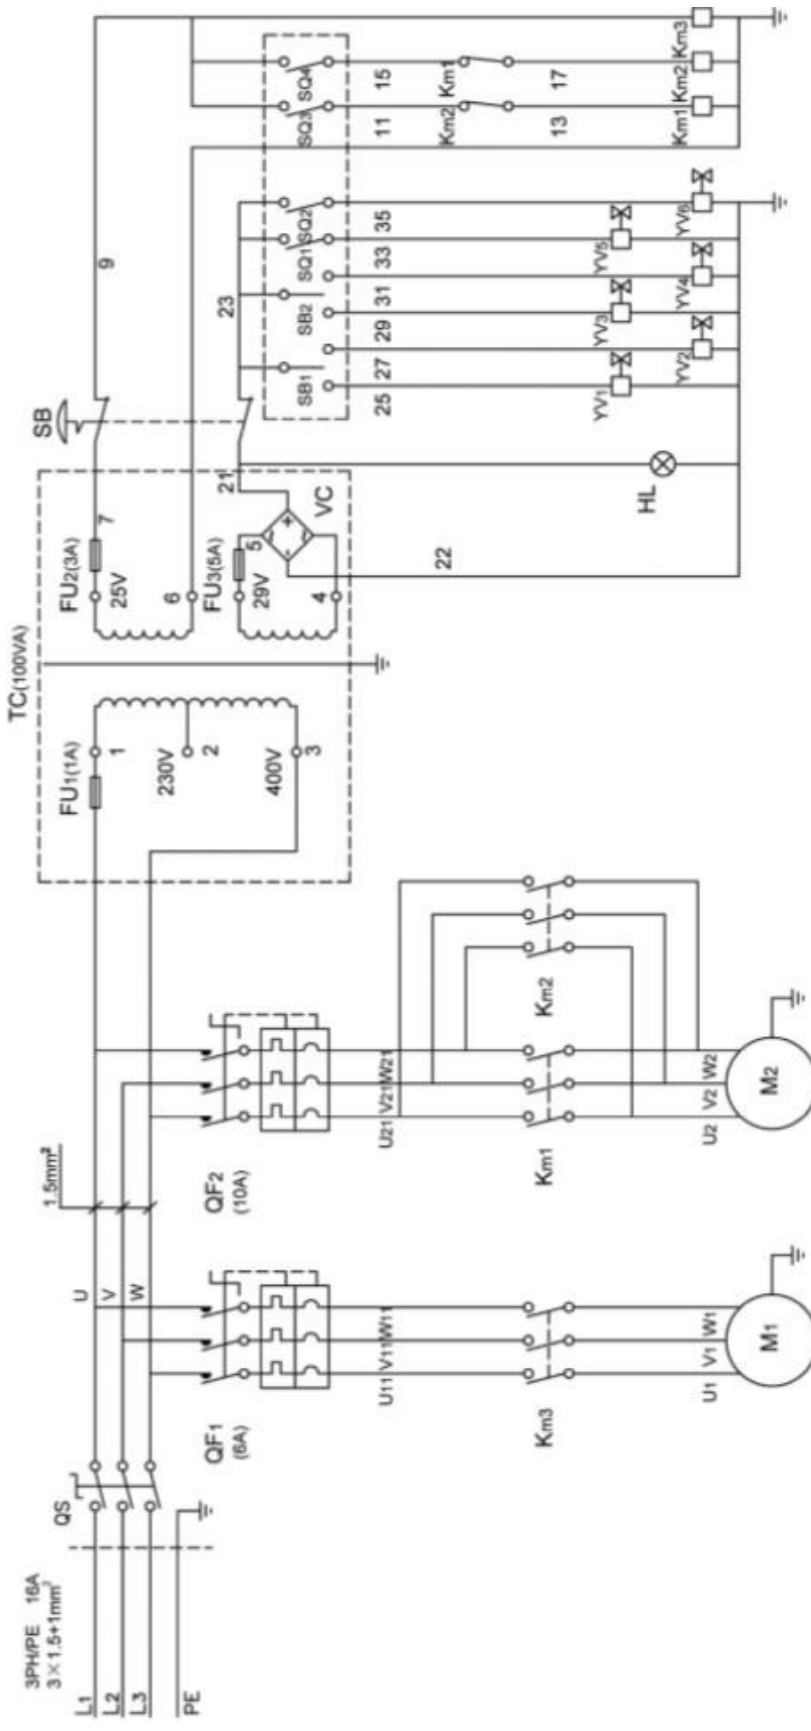 3PH/PE 16A
3×1.5+1mm²
L1
L2
L3
PE
QS
U
V
W
1.5mm²
QF1
(6A)
QF2
(10A)
U11 V11 W11
U21 V21 W21
Km3
Km1
Km2
U1 V1 W1
U2 V2 W2
M1
M2
TC(100VA)
FU1(1A)
1
230V
2
400V
3
FU2(3A)
25V
7
6
FU3(5A)
29V
5
4
VC
SB
9
21
23
22
HL
SB1
SB2
SQ1
SQ2
SQ3
SQ4
25
27
29
31
33
35
11
15
Km2
Km1
13
17
YV1
YV2
YV3
YV4
YV5
YV6
Km1
Km2
Km3